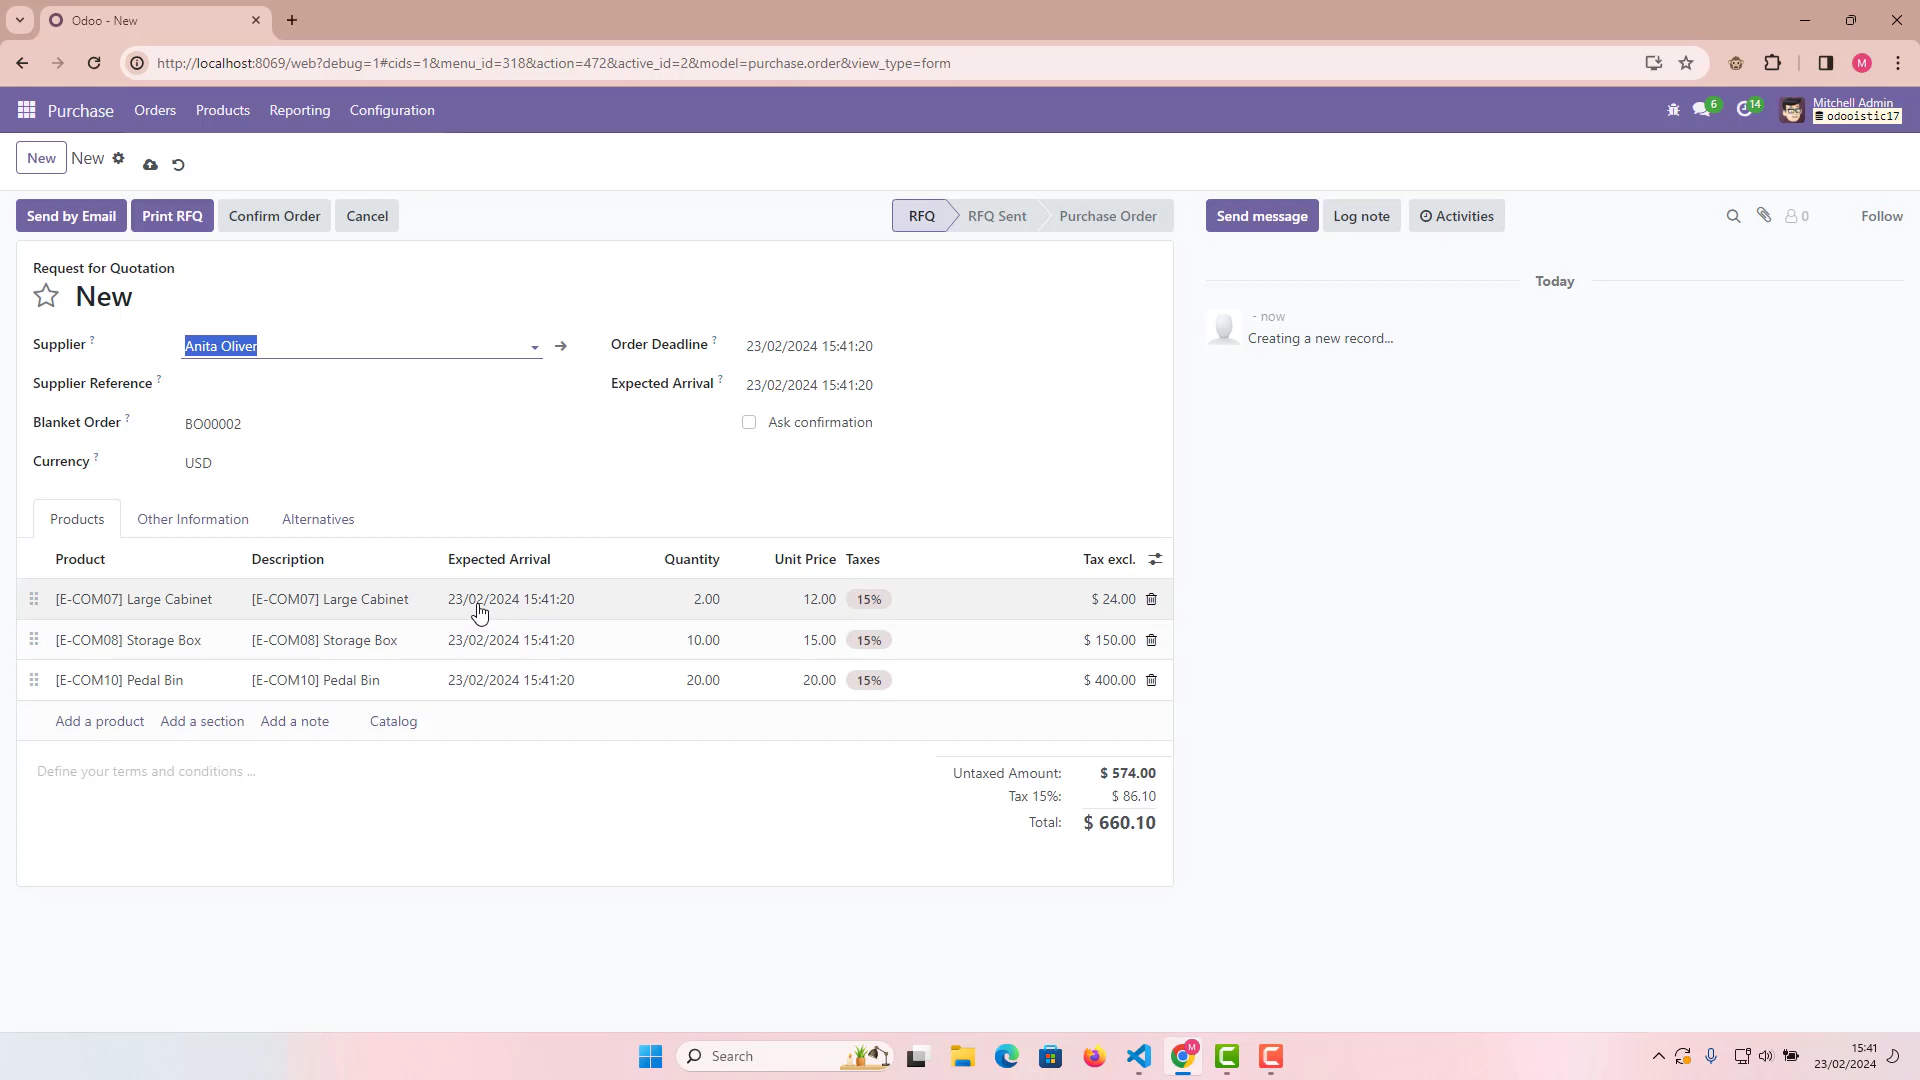 Odoo - New
http://localhost:8069/web?debug=1#cids=1&menu_id=318&action=472&active_id=2&model=purchase.order&view_type=form
M
Purchase Orders Products Reporting Configuration
6 14 Mitchell Admin
odooistic17
New New
Send by Email Print RFQ Confirm Order Cancel RFQ RFQ Sent Purchase Order Send message Log note Activities 0 Follow
Request for Quotation
New
Today
- now
Creating a new record...
Supplier ? Anita Oliver Order Deadline ? 23/02/2024 15:41:20
Supplier Reference ? Expected Arrival ? 23/02/2024 15:41:20
Blanket Order ? BO00002 Ask confirmation
Currency ? USD
Products Other Information Alternatives
Product Description Expected Arrival Quantity Unit Price Taxes Tax excl.
[E-COM07] Large Cabinet [E-COM07] Large Cabinet 23/02/2024 15:41:20 2.00 12.00 15% $ 24.00
[E-COM08] Storage Box [E-COM08] Storage Box 23/02/2024 15:41:20 10.00 15.00 15% $ 150.00
[E-COM10] Pedal Bin [E-COM10] Pedal Bin 23/02/2024 15:41:20 20.00 20.00 15% $ 400.00
Add a product Add a section Add a note Catalog
Define your terms and conditions ...
Untaxed Amount: $ 574.00
Tax 15%: $ 86.10
Total: $ 660.10
Search M 15:41
23/02/2024